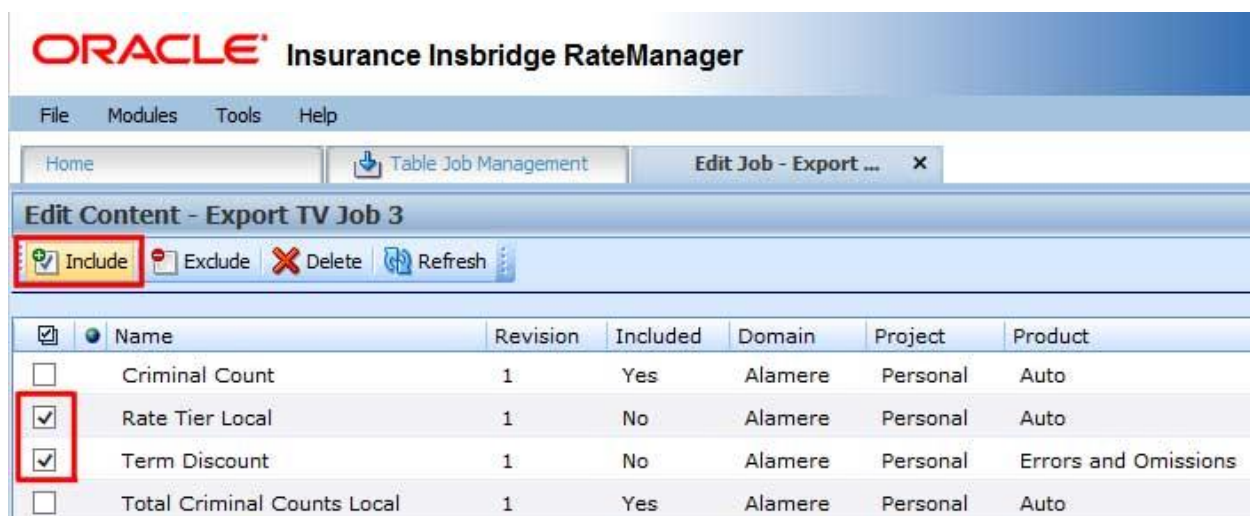 ORACLE Insurance Insbridge RateManager
File Modules Tools Help
Home Table Job Management Edit Job - Export ... ×
Edit Content - Export TV Job 3
Include Exclude Delete Refresh
Name Revision Included Domain Project Product
Criminal Count 1 Yes Alamere Personal Auto
Rate Tier Local 1 No Alamere Personal Auto
Term Discount 1 No Alamere Personal Errors and Omissions
Total Criminal Counts Local 1 Yes Alamere Personal Auto